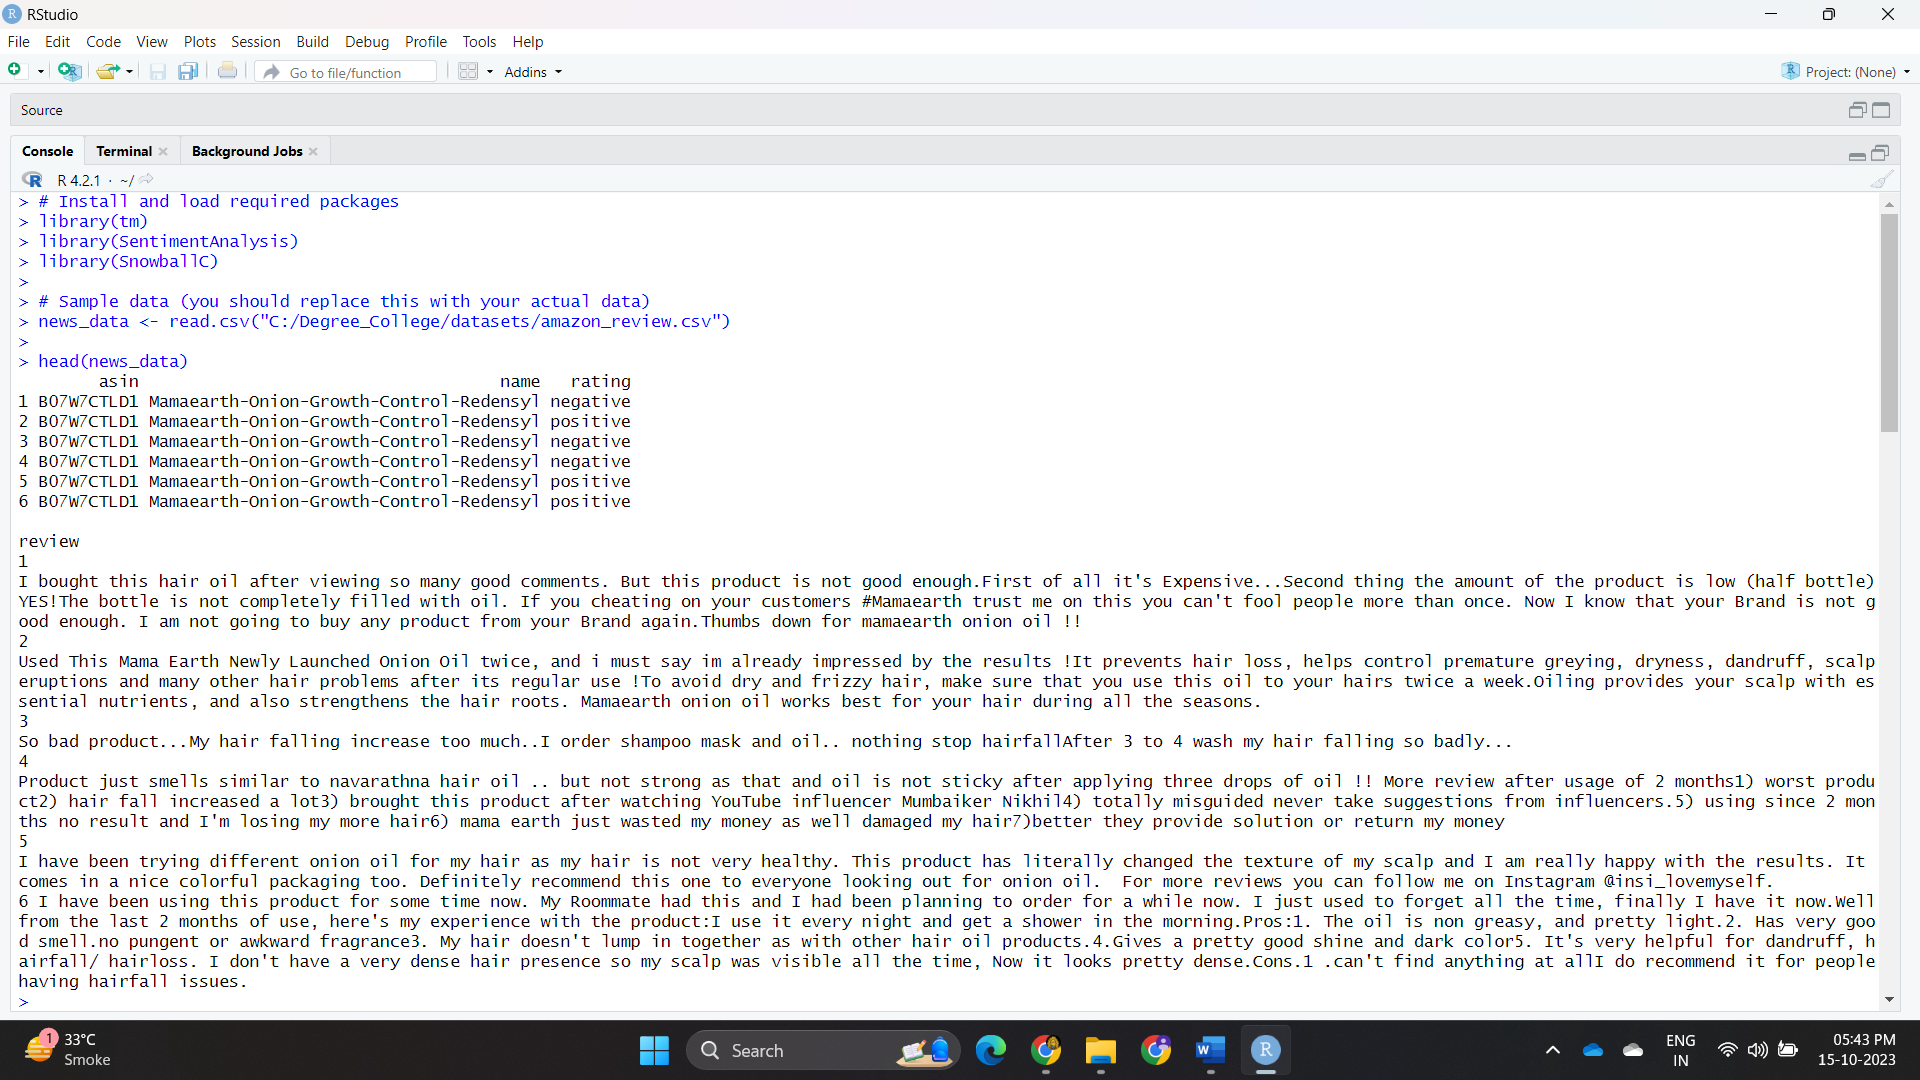 RStudio
File Edit Code View Plots Session Build Debug Profile Tools Help
Go to file/function Addins Project: (None)
Source
Console Terminal Background Jobs
R 4.2.1 · ~/
> # Install and load required packages
> library(tm)
> library(SentimentAnalysis)
> library(SnowballC)
>
> # Sample data (you should replace this with your actual data)
> news_data <- read.csv("C:/Degree_College/datasets/amazon_review.csv")
>
> head(news_data)
asin name rating
1 B07W7CTLD1 Mamaearth-Onion-Growth-Control-Redensyl negative
2 B07W7CTLD1 Mamaearth-Onion-Growth-Control-Redensyl positive
3 B07W7CTLD1 Mamaearth-Onion-Growth-Control-Redensyl negative
4 B07W7CTLD1 Mamaearth-Onion-Growth-Control-Redensyl negative
5 B07W7CTLD1 Mamaearth-Onion-Growth-Control-Redensyl positive
6 B07W7CTLD1 Mamaearth-Onion-Growth-Control-Redensyl positive
review
1
I bought this hair oil after viewing so many good comments. But this product is not good enough.First of all it's Expensive...Second thing the amount of the product is low (half bottle)
YES!The bottle is not completely filled with oil. If you cheating on your customers #Mamaearth trust me on this you can't fool people more than once. Now I know that your Brand is not g
ood enough. I am not going to buy any product from your Brand again.Thumbs down for mamaearth onion oil !!
2
Used This Mama Earth Newly Launched Onion Oil twice, and i must say im already impressed by the results !It prevents hair loss, helps control premature greying, dryness, dandruff, scalp
eruptions and many other hair problems after its regular use !To avoid dry and frizzy hair, make sure that you use this oil to your hairs twice a week.Oiling provides your scalp with es
sential nutrients, and also strengthens the hair roots. Mamaearth onion oil works best for your hair during all the seasons.
3
So bad product...My hair falling increase too much..I order shampoo mask and oil.. nothing stop hairfallAfter 3 to 4 wash my hair falling so badly...
4
Product just smells similar to navarathna hair oil .. but not strong as that and oil is not sticky after applying three drops of oil !! More review after usage of 2 months1) worst produ
ct2) hair fall increased a lot3) brought this product after watching YouTube influencer Mumbaiker Nikhil4) totally misguided never take suggestions from influencers.5) using since 2 mon
ths no result and I'm losing my more hair6) mama earth just wasted my money as well damaged my hair7)better they provide solution or return my money
5
I have been trying different onion oil for my hair as my hair is not very healthy. This product has literally changed the texture of my scalp and I am really happy with the results. It
comes in a nice colorful packaging too. Definitely recommend this one to everyone looking out for onion oil.  For more reviews you can follow me on Instagram @insi_lovemyself.
6 I have been using this product for some time now. My Roommate had this and I had been planning to order for a while now. I just used to forget all the time, finally I have it now.Well
from the last 2 months of use, here's my experience with the product:I use it every night and get a shower in the morning.Pros:1. The oil is non greasy, and pretty light.2. Has very goo
d smell.no pungent or awkward fragrance3. My hair doesn't lump in together as with other hair oil products.4.Gives a pretty good shine and dark color5. It's very helpful for dandruff, h
airfall/ hairloss. I don't have a very dense hair presence so my scalp was visible all the time, Now it looks pretty dense.Cons.1 .can't find anything at allI do recommend it for people
having hairfall issues.
>
1 33°C
Smoke
Search
ENG
IN
05:43 PM
15-10-2023